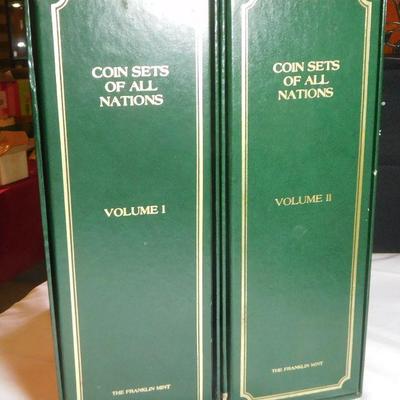 COIN SETS
OF ALL
NATIONS
VOLUME I
THE FRANKLIN MINT
COIN SETS
OF ALL
NATIONS
VOLUME II
THE FRANKLIN MINT